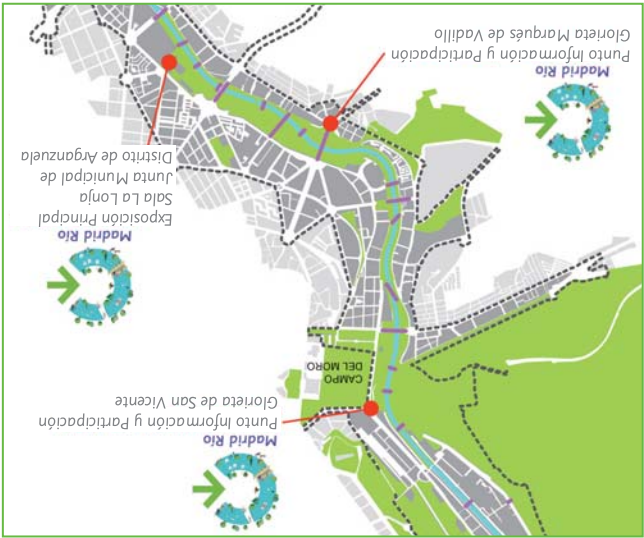 Madrid Río
Punto Información y Participación
Glorieta de San Vicente
CAMPO
DEL MORO
Madrid Río
Exposición Principal
Sala La Lonja
Junta Municipal de
Distrito de Arganzuela
Madrid Río
Punto Información y Participación
Glorieta de Marqués de Vadillo